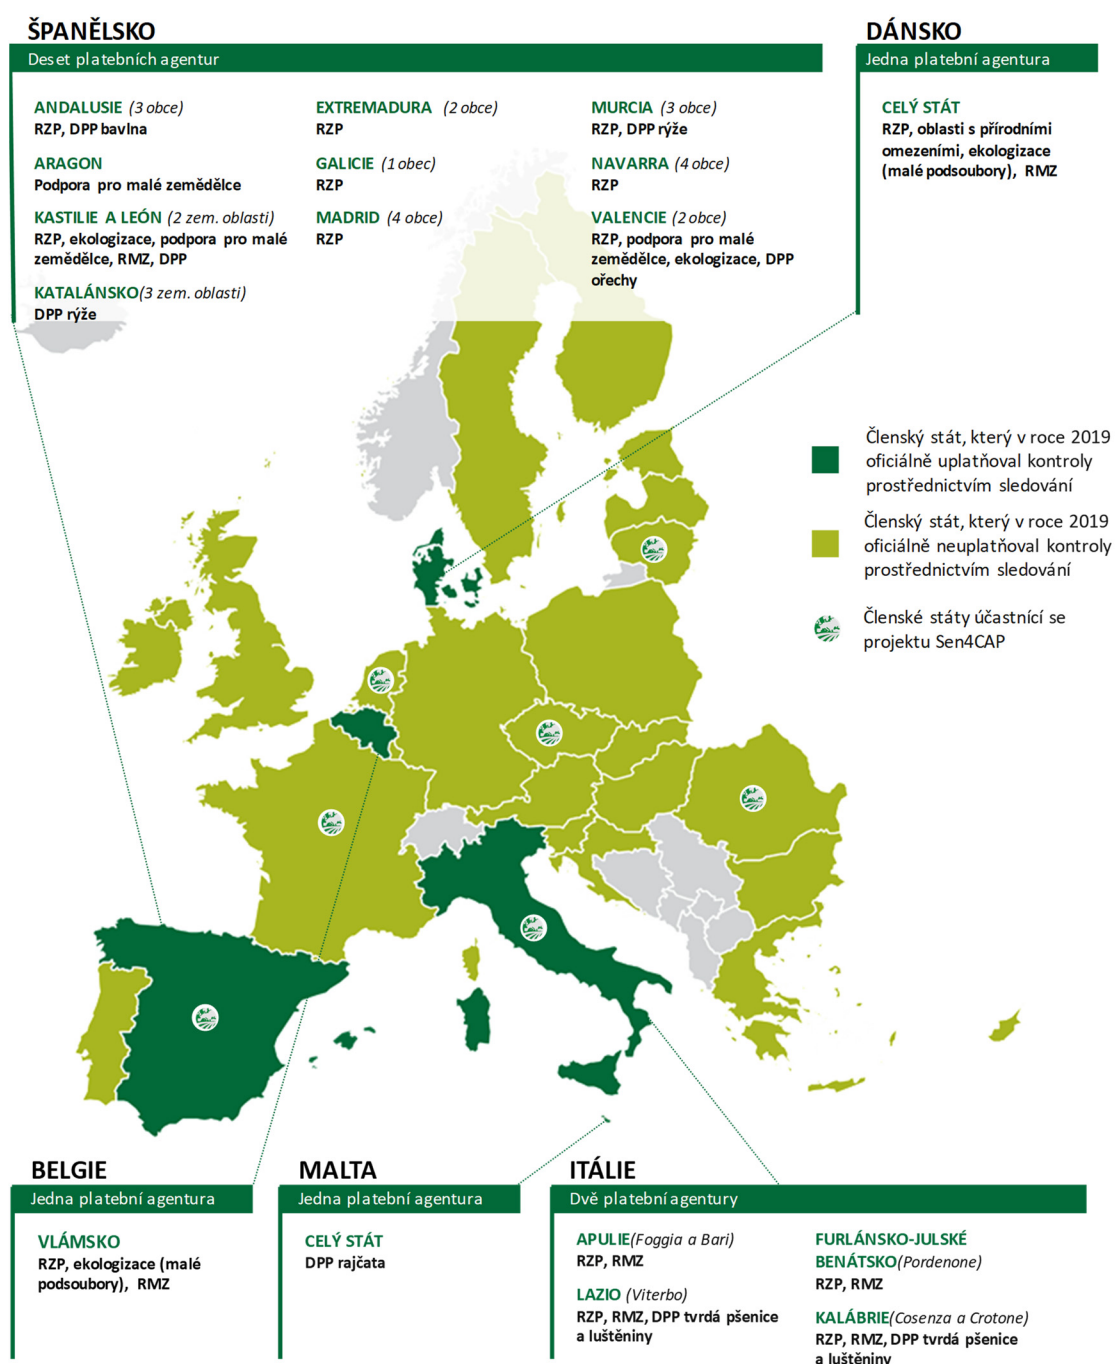 ŠPANĚLSKO
Deset platebních agentur
ANDALUSIE (3 obce)
RZP, DPP bavlna
ARAGON
Podpora pro malé zemědělce
KASTILIE A LEÓN (2 zem. oblasti)
RZP, ekologizace, podpora pro malé
zemědělce, RMZ, DPP
KATALÁNSKO(3 zem. oblasti)
DPP rýže
EXTREMADURA (2 obce)
RZP
GALICIE (1 obec)
RZP
MADRID (4 obce)
RZP
MURCIA (3 obce)
RZP, DPP rýže
NAVARRA (4 obce)
RZP
VALENCIE (2 obce)
RZP, podpora pro malé
zemědělce, ekologizace, DPP
ořechy
DÁNSKO
Jedna platební agentura
CELÝ STÁT
RZP, oblasti s přírodními
omezeními, ekologizace
(malé podsoubory), RMZ
Členský stát, který v roce 2019
oficiálně uplatňoval kontroly
prostřednictvím sledování
Členský stát, který v roce 2019
oficiálně neuplatňoval kontroly
prostřednictvím sledování
Členské státy účastnící se
projektu Sen4CAP
BELGIE
Jedna platební agentura
VLÁMSKO
RZP, ekologizace (malé
podsoubory), RMZ
MALTA
Jedna platební agentura
CELÝ STÁT
DPP rajčata
ITÁLIE
Dvě platební agentury
APULIE(Foggia a Bari)
RZP, RMZ
LAZIO (Viterbo)
RZP, RMZ, DPP tvrdá pšenice
a luštěniny
FURLÁNSKO-JULSKÉ
BENÁTSKO(Pordenone)
RZP, RMZ
KALÁBRIE(Cosenza a Crotone)
RZP, RMZ, DPP tvrdá pšenice
a luštěniny